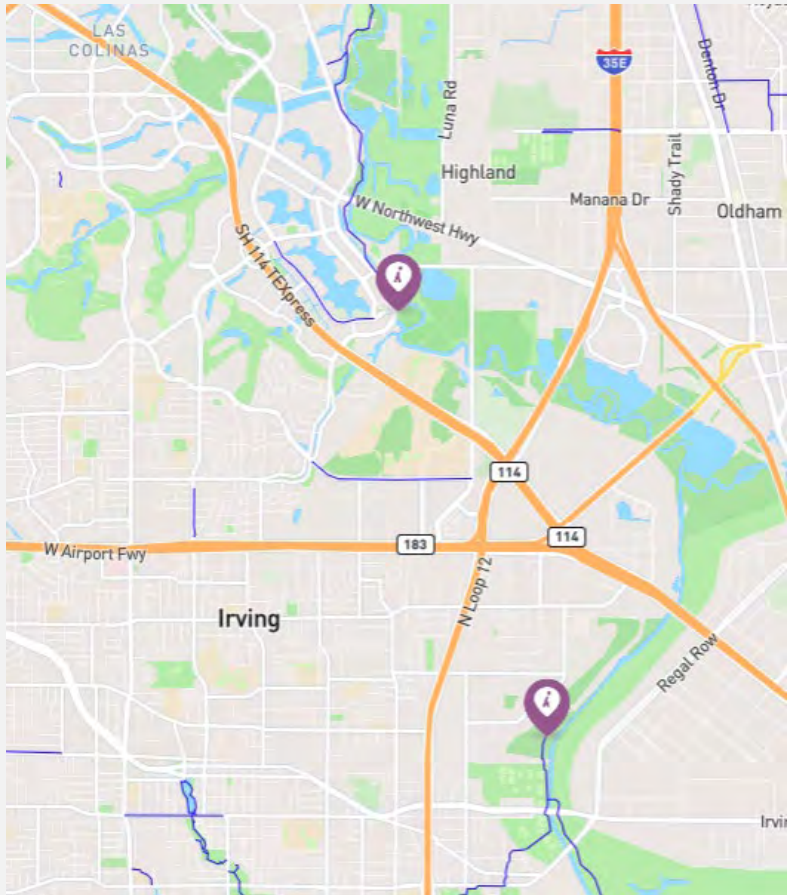 LAS
COLINAS
35E
Denton Dr
Luna Rd
Highland
Shady Trail
Manana Dr
Oldham
W Northwest Hwy
SH 114 TEXpress
114
183
114
W Airport Fwy
N Loop 12
Irving
Regal Row